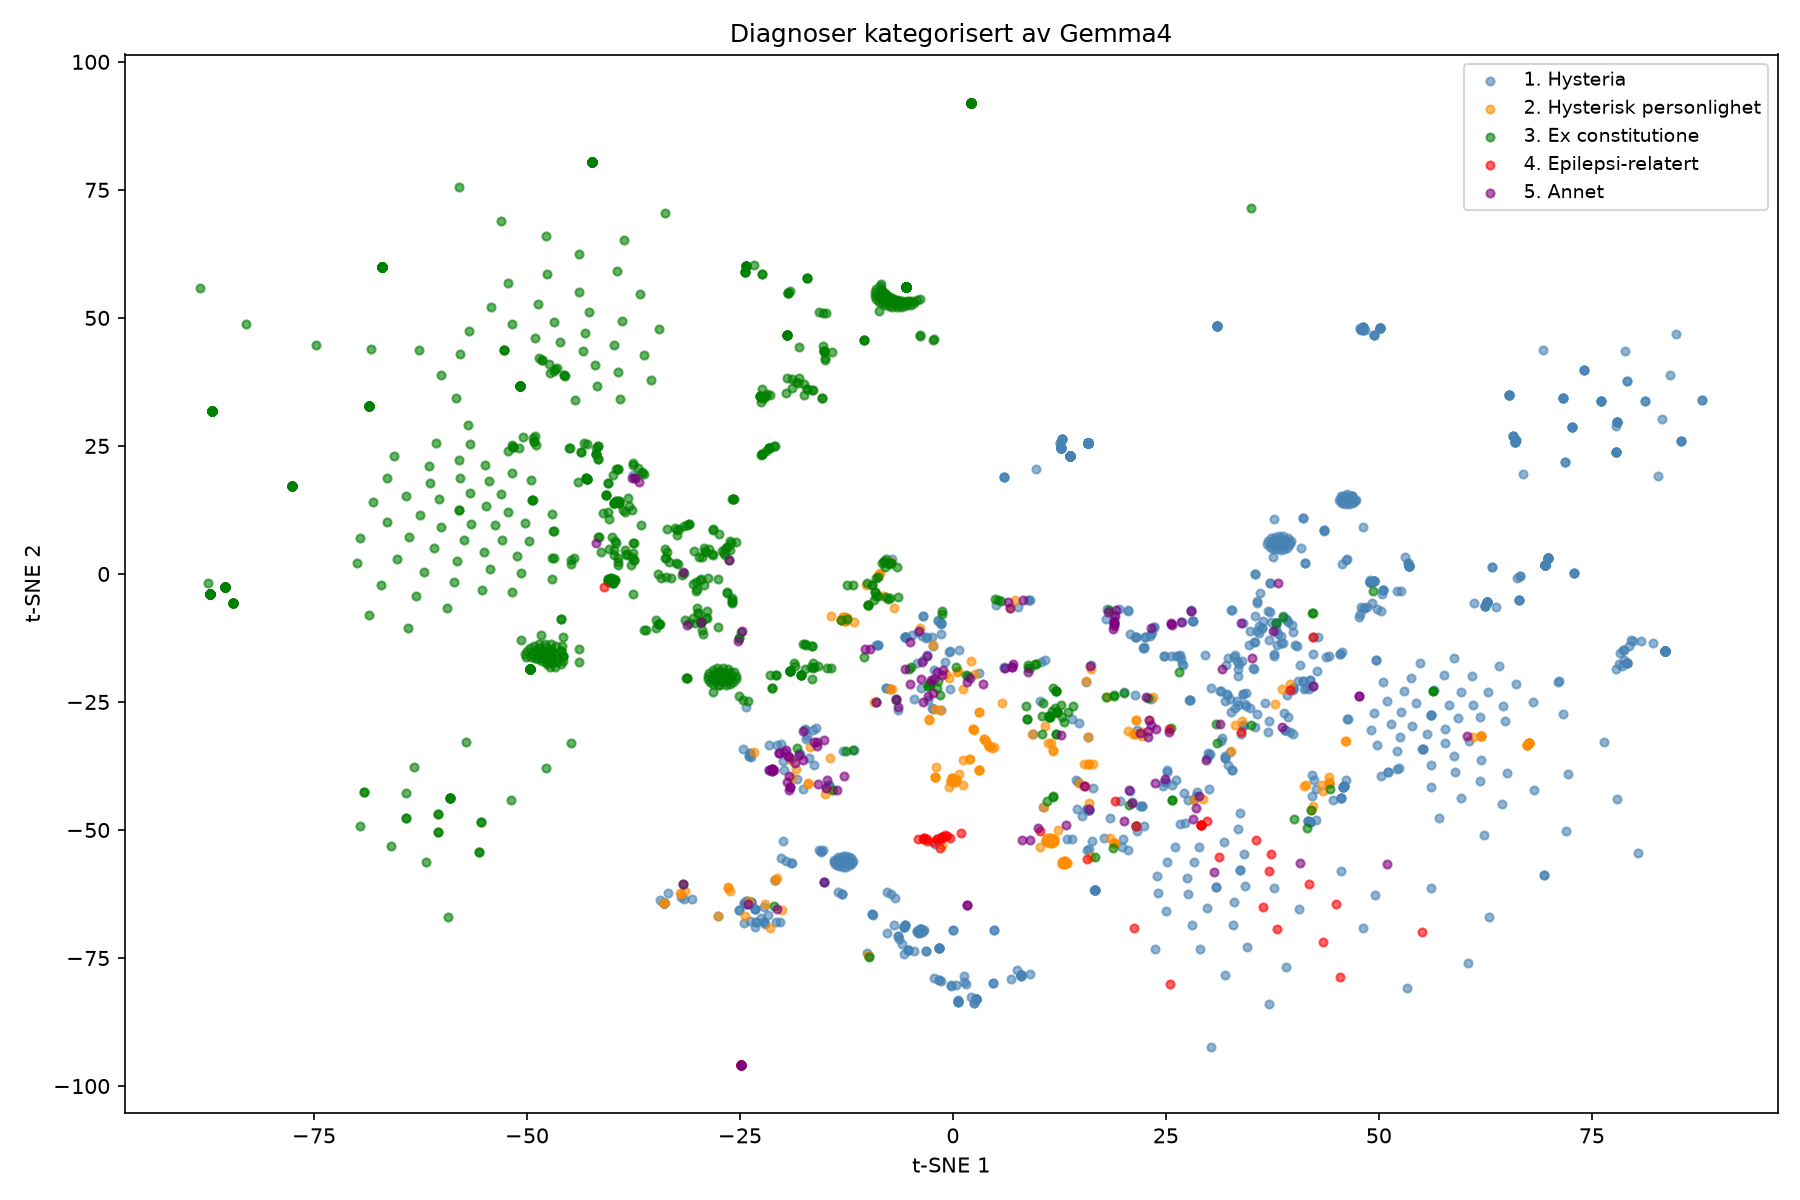 Diagnoser kategorisert av Gemma4
1. Hysteria
2. Hysterisk personlighet
3. Ex constitutione
4. Epilepsi-relatert
5. Annet
100
75
50
25
0
−25
−50
−75
−100
t-SNE 2
−75
−50
−25
0
25
50
75
t-SNE 1